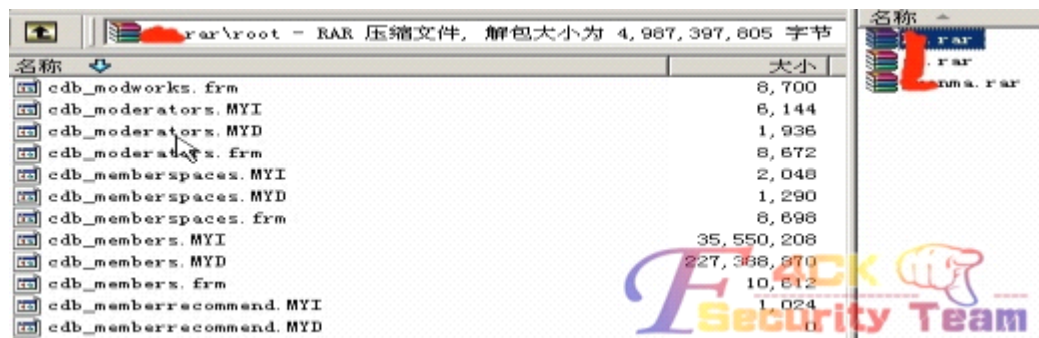 rar\root - RAR 压缩文件, 解包大小为 4,987,397,805 字节
名称 大小
cdb_modworks.frm 8,700
cdb_moderators.MYI 6,144
cdb_moderators.MYD 1,936
cdb_moderators.frm 8,672
cdb_memberspaces.MYI 2,048
cdb_memberspaces.MYD 1,290
cdb_memberspaces.frm 8,698
cdb_members.MYI 35,550,208
cdb_members.MYD 227,388,870
cdb_members.frm 10,612
cdb_memberrecommend.MYI 1,024
cdb_memberrecommend.MYD 0
名称
.rar
.rar
nma.rar
F4CK
Security Team